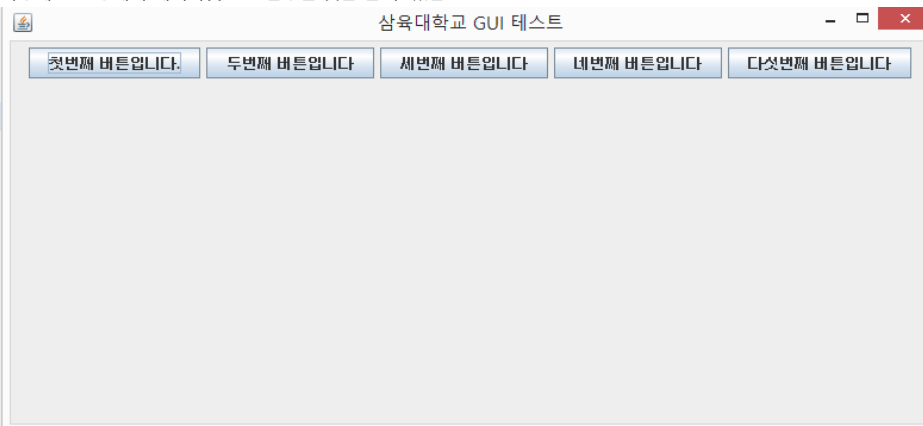 삼육대학교 GUI 테스트
첫번째 버튼입니다.
두번째 버튼입니다
세번째 버튼입니다
네번째 버튼입니다
다섯번째 버튼입니다